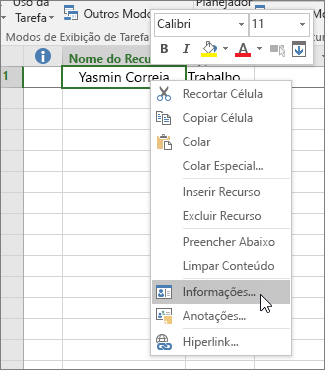 Uso da
Tarefa
Outros Modo
Planejador
Modos de Exibição de Tarefa
Calibri
11
N I A
Nome do Recu
1
Yasmin Correia
Trabalho
Recortar Célula
Copiar Célula
Colar
Colar Especial...
Inserir Recurso
Excluir Recurso
Preencher Abaixo
Limpar Conteúdo
Informações...
Anotações...
Hiperlink...